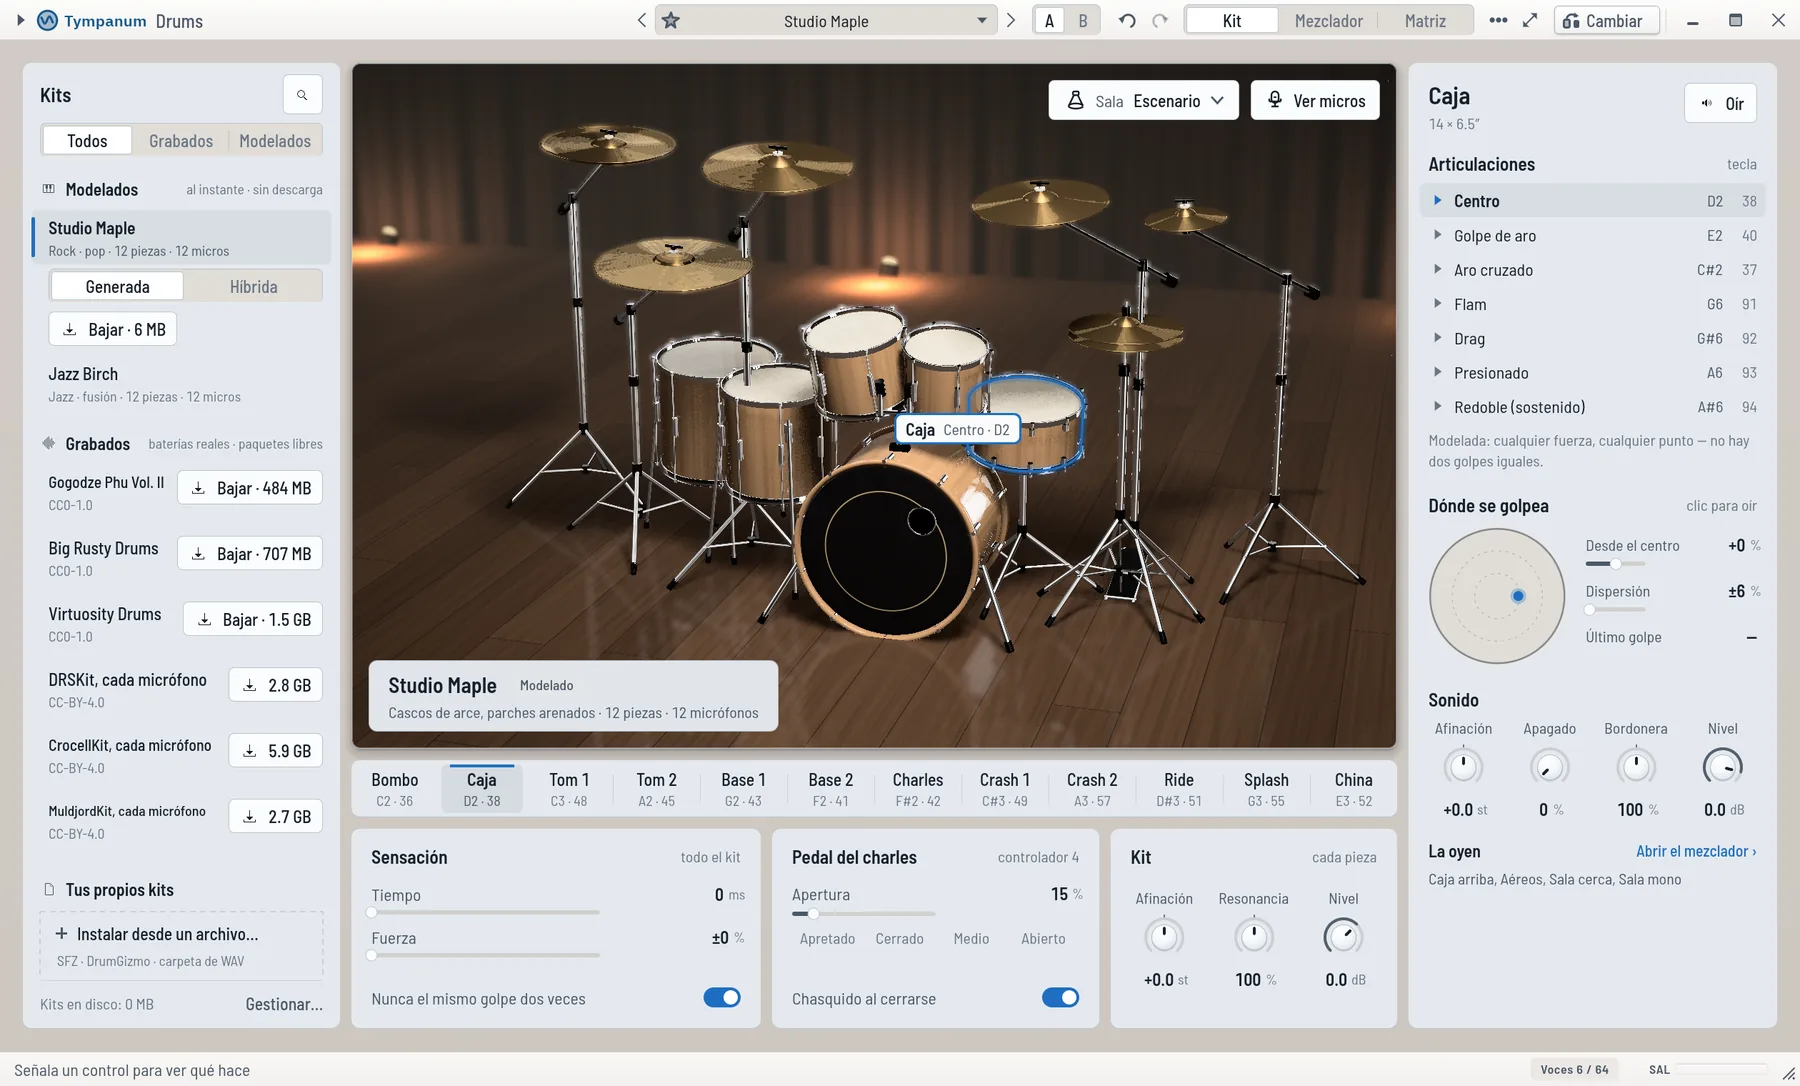 Tympanum Drums
Studio Maple
A B
Kit Mezclador Matriz
Cambiar
Kits
Todos Grabados Modelados
Modelados al instante · sin descarga
Studio Maple
Rock · pop · 12 piezas · 12 micros
Generada Híbrida
Bajar · 6 MB
Jazz Birch
Jazz · fusión · 12 piezas · 12 micros
Grabados baterías reales · paquetes libres
Gogodze Phu Vol. II Bajar · 484 MB
CC0-1.0
Big Rusty Drums Bajar · 707 MB
CC0-1.0
Virtuosity Drums Bajar · 1.5 GB
CC0-1.0
DRSKit, cada micrófono 2.8 GB
CC-BY-4.0
CrocellKit, cada micrófono 5.9 GB
CC-BY-4.0
MuldjordKit, cada micrófono 2.7 GB
CC-BY-4.0
Tus propios kits
+ Instalar desde un archivo...
SFZ · DrumGizmo · carpeta de WAV
Kits en disco: 0 MB Gestionar...
Sala Escenario
Ver micros
Caja Centro · D2
Studio Maple Modelado
Cascos de arce, parches arenados · 12 piezas · 12 micrófonos
Bombo Caja Tom 1 Tom 2 Base 1 Base 2 Charles Crash 1 Crash 2 Ride Splash China
C2 · 36 D2 · 38 C3 · 48 A2 · 45 G2 · 43 F2 · 41 F#2 · 42 C#3 · 49 A3 · 57 D#3 · 51 G3 · 55 E3 · 52
Sensación todo el kit
Tiempo 0 ms
Fuerza ±0 %
Nunca el mismo golpe dos veces
Pedal del charles controlador 4
Apertura 15 %
Apretado Cerrado Medio Abierto
Chasquido al cerrarse
Kit cada pieza
Afinación Resonancia Nivel
+0.0 st 100 % 0.0 dB
Caja
14 × 6.5″
Oír
Articulaciones tecla
Centro D2 38
Golpe de aro E2 40
Aro cruzado C#2 37
Flam G6 91
Drag G#6 92
Presionado A6 93
Redoble (sostenido) A#6 94
Modelada: cualquier fuerza, cualquier punto — no hay
dos golpes iguales.
Dónde se golpea clic para oír
Desde el centro +0 %
Dispersión ±6 %
Último golpe –
Sonido
Afinación Apagado Bordonera Nivel
+0.0 st 0 % 100 % 0.0 dB
La oyen Abrir el mezclador ›
Caja arriba, Aéreos, Sala cerca, Sala mono
Señala un control para ver qué hace
Voces 6 / 64
SAL